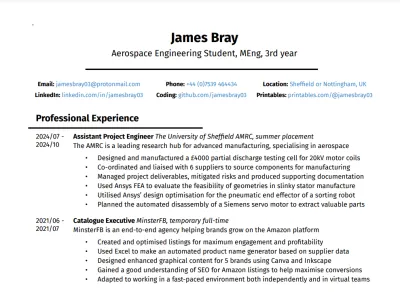 James Bray
Aerospace Engineering Student, MEng, 3rd year
Email: jamesbray03@protonmail.com Phone: +44 (0)7539 464434 Location: Sheffield or Nottingham, UK
LinkedIn: linkedin.com/in/jamesbray03 Coding: github.com/jamesbray03 Printables: printables.com/@jamesbray03
Professional Experience
2024/07 - Assistant Project Engineer The University of Sheffield AMRC, summer placement
2024/10 The AMRC is a leading research hub for advanced manufacturing, specialising in aerospace
• Designed and manufactured a £4000 partial discharge testing cell for 20kV motor coils
• Co-ordinated and liaised with 6 suppliers to source components for manufacturing
• Managed project deliverables, mitigated risks and produced supporting documentation
• Used Ansys FEA to evaluate the feasibility of geometries in slinky stator manufacture
• Utilised Ansys' design optimisation for the pneumatic end effector of a sorting robot
• Planned the automated disassembly of a Siemens servo motor to extract valuable parts
2021/06 - Catalogue Executive MinsterFB, temporary full-time
2021/07 MinsterFB is an end-to-end agency helping brands grow on the Amazon platform
• Created and optimised listings for maximum engagement and profitability
• Used Excel to make an automated product name generator based on supplier data
• Designed enhanced graphical content for 5 brands using Canva and Inkscape
• Gained a good understanding of SEO for Amazon listings to help maximise conversions
• Adapted to working in a fast-paced environment both independently and in virtual teams